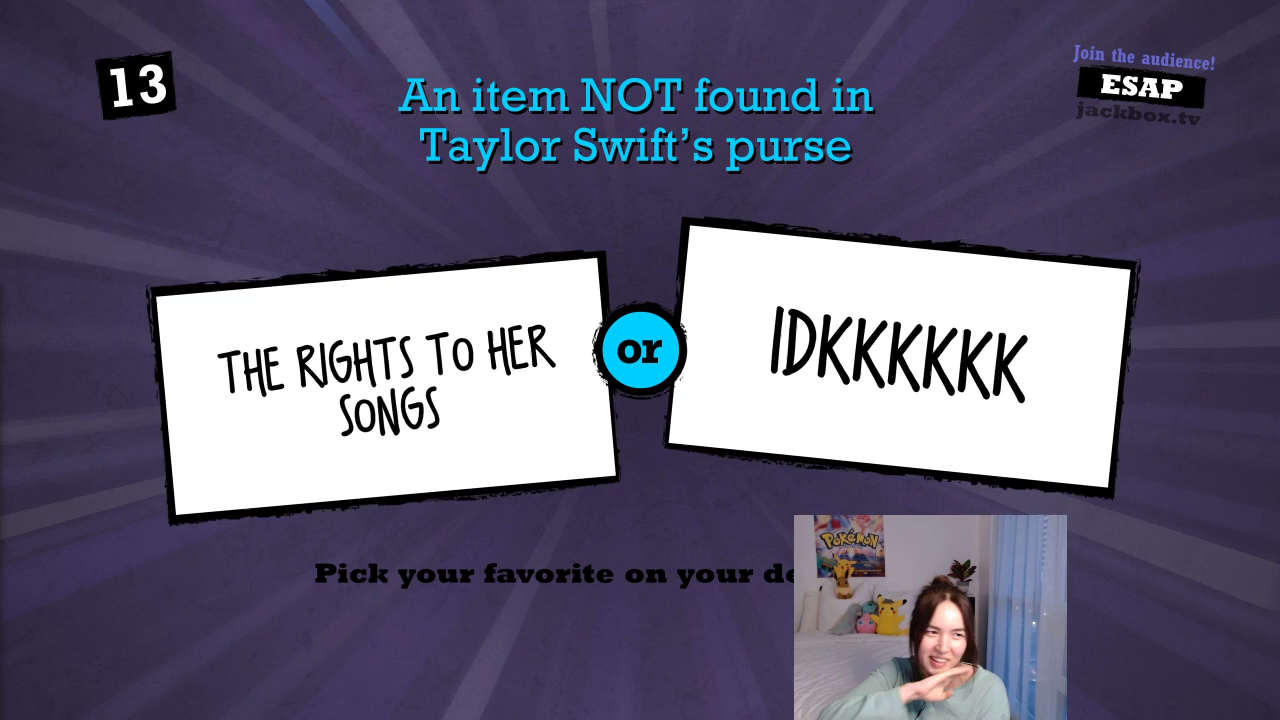 13
An item NOT found in
Taylor Swift's purse
Join the audience!
ESAP
jackbox.tv
THE RIGHTS TO HER
SONGS
or
IDKKKKKK
Pick your favorite on your de
POKéMON